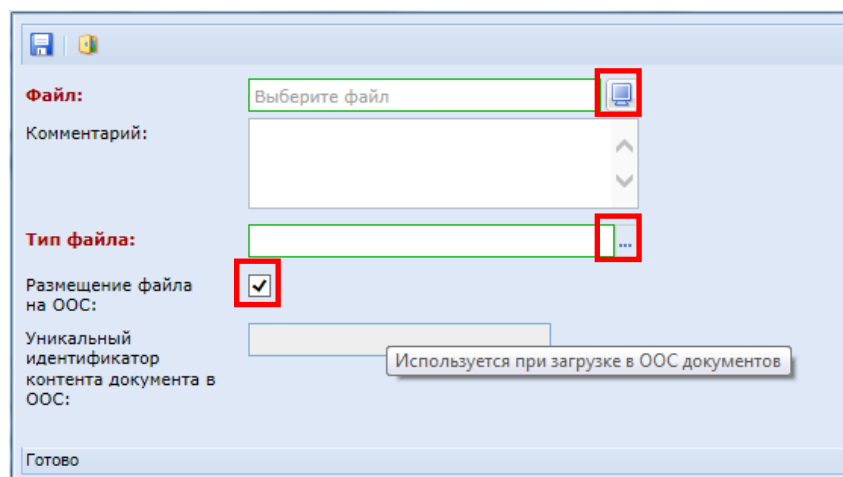 Файл:
Выберите файл
Комментарий:
Тип файла:
...
Размещение файла
на ООС:
Уникальный
идентификатор
контента документа в
ООС:
Используется при загрузке в ООС документов
Готово